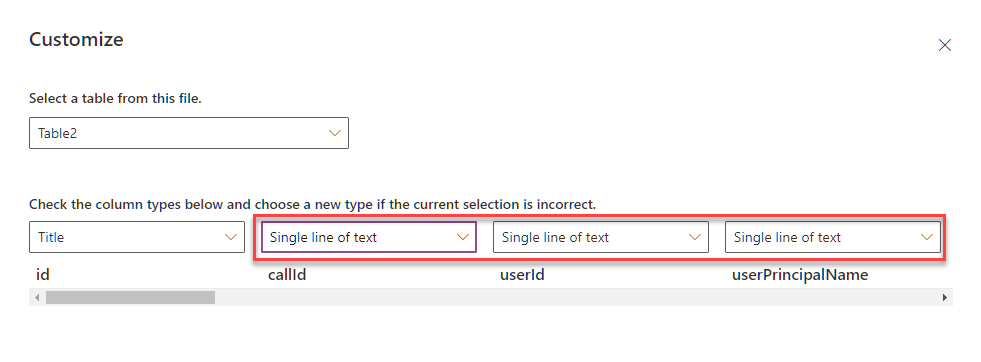 Customize
Select a table from this file.
Table2
Check the column types below and choose a new type if the current selection is incorrect.
Title Single line of text Single line of text Single line of text
id callId userId userPrincipalName